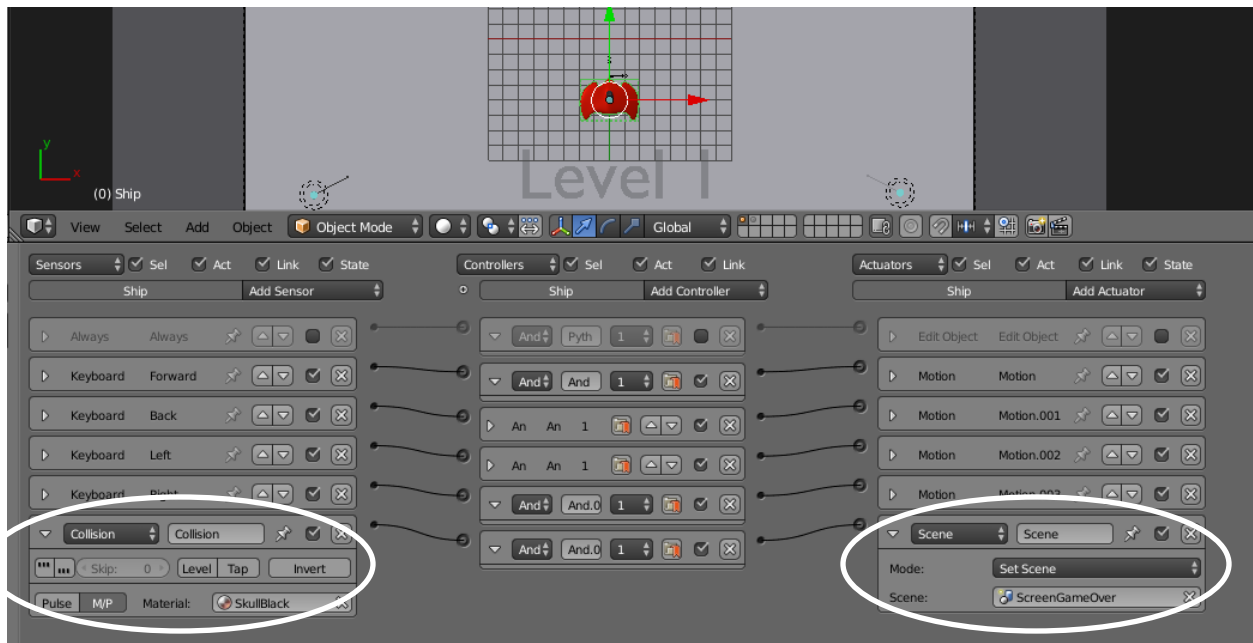 y
x
(0) Ship
Level 1
View Select Add Object Object Mode Global
Sensors Sel Act Link State Controllers Sel Act Link Actuators Sel Act Link State
Ship Add Sensor Ship Add Controller Ship Add Actuator
Always Always And Pyth 1 Edit Object Edit Object
Keyboard Forward And And 1 Motion Motion
Keyboard Back An An 1 Motion Motion.001
Keyboard Left An An 1 Motion Motion.002
Keyboard Right And And.0 1 Motion Motion.003
Collision Collision And And.0 1 Scene Scene
Skip: 0 Level Tap Invert Mode: Set Scene
Pulse M/P Material: SkullBlack Scene: ScreenGameOver